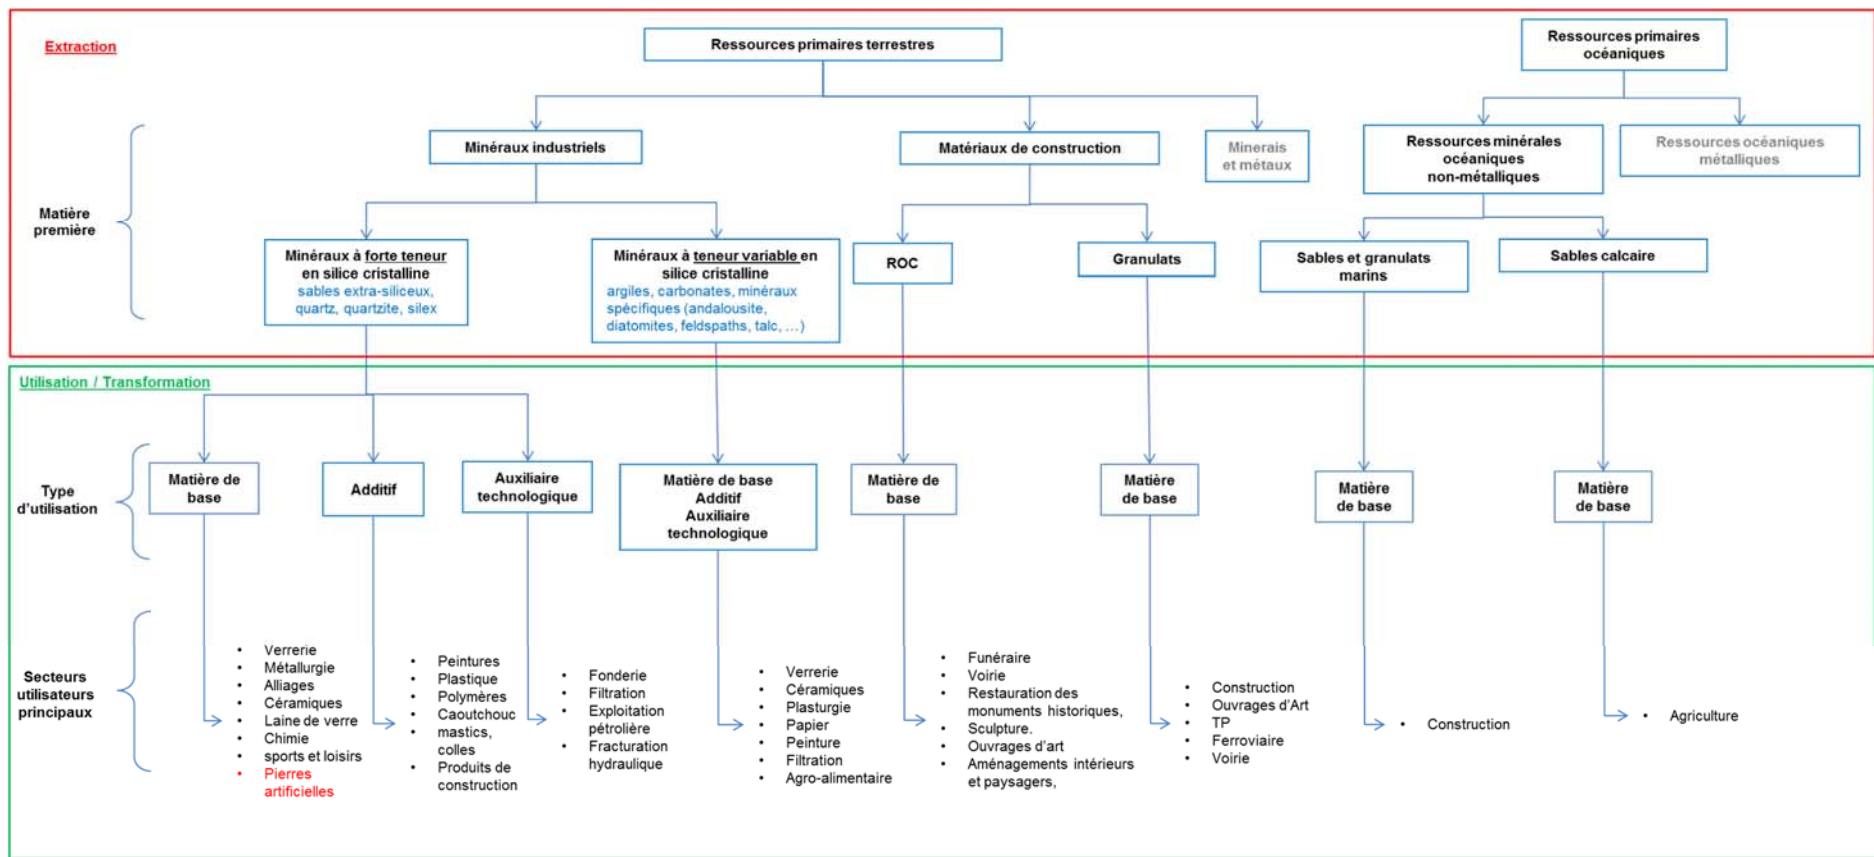 Extraction
Ressources primaires terrestres
Ressources primaires
océaniques
Minéraux industriels
Matériaux de construction
Minerais
et métaux
Ressources minérales
océaniques
non-métalliques
Ressources océaniques
métalliques
Matière
première
Minéraux à forte teneur
en silice cristalline
sables extra-siliceux,
quartz, quartzite, silex
Minéraux à teneur variable en
silice cristalline
argiles, carbonates, minéraux
spécifiques (andalousite,
diatomites, feldspaths, talc, …)
ROC
Granulats
Sables et granulats
marins
Sables calcaire
Utilisation / Transformation
Type
d'utilisation
Matière de
base
Additif
Auxiliaire
technologique
Matière de base
Additif
Auxiliaire
technologique
Matière de
base
Matière
de base
Matière
de base
Matière
de base
Secteurs
utilisateurs
principaux
• Verrerie
• Métallurgie
• Alliages
• Céramiques
• Laine de verre
• Chimie
• sports et loisirs
• Pierres
artificielles
• Peintures
• Plastique
• Polymères
• Caoutchouc
• mastics,
colles
• Produits de
construction
• Fonderie
• Filtration
• Exploitation
pétrolière
• Fracturation
hydraulique
• Verrerie
• Céramiques
• Plasturgie
• Papier
• Peinture
• Filtration
• Agro-alimentaire
• Funéraire
• Voirie
• Restauration des
monuments historiques,
• Sculpture.
• Ouvrages d'art
• Aménagements intérieurs
et paysagers,
• Construction
• Ouvrages d'Art
• TP
• Ferroviaire
• Voirie
• Construction
• Agriculture